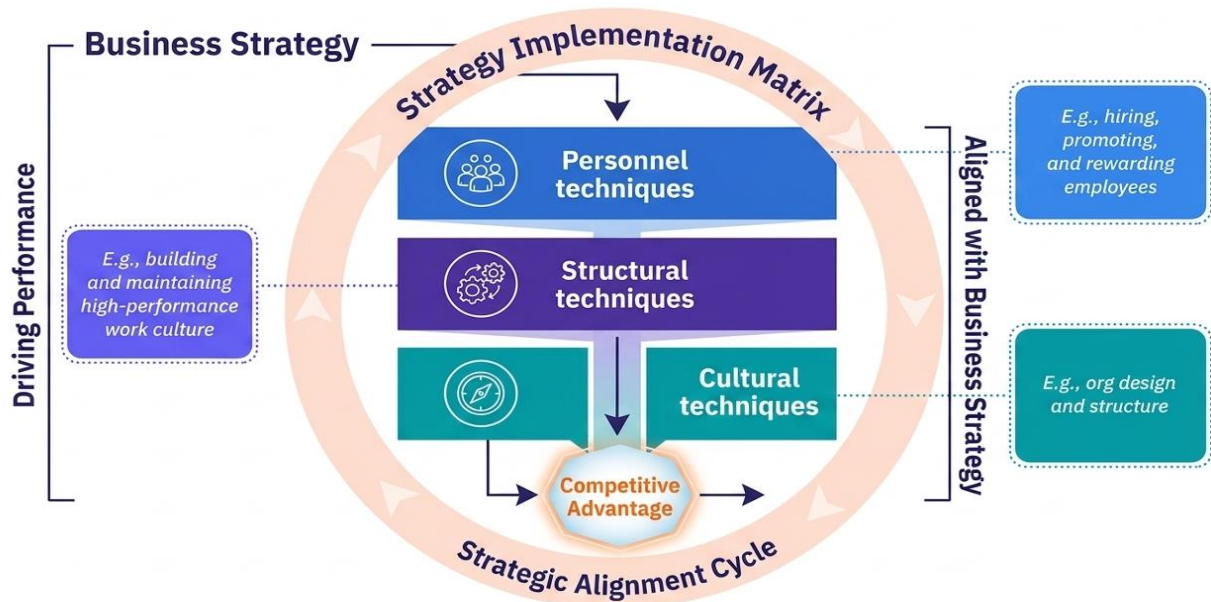 Business Strategy
Strategy Implementation Matrix
Driving Performance
Personnel
techniques
E.g., hiring,
promoting,
and rewarding
employees
Aligned with Business Strategy
E.g., building
and maintaining
high-performance
work culture
Structural
techniques
Cultural
techniques
E.g., org design
and structure
Competitive
Advantage
Strategic Alignment Cycle